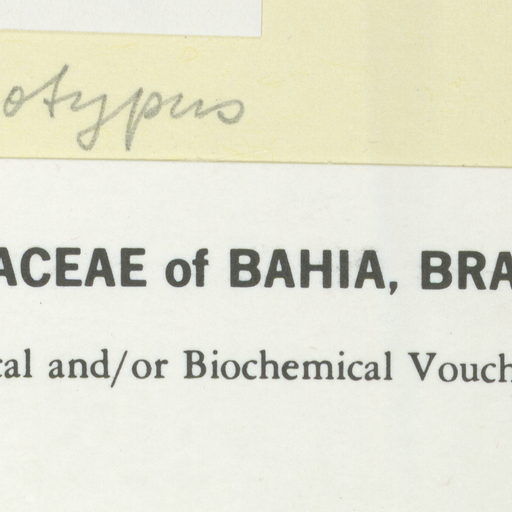 otypus
ACEAE of BAHIA, BRA
tal and/or Biochemical Vouch